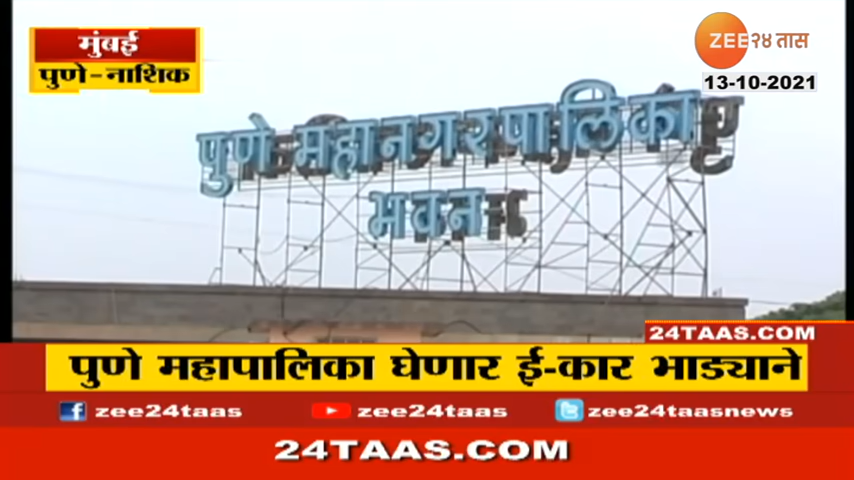 मुंबई
पुणे-नाशिक
ZEE २४ तास
13-10-2021
पुणे महानगरपालिका
भवन
24TAAS.COM
पुणे महापालिका घेणार ई-कार भाड्याने
zee24taas
zee24taas
zee24taasnews
24TAAS.COM